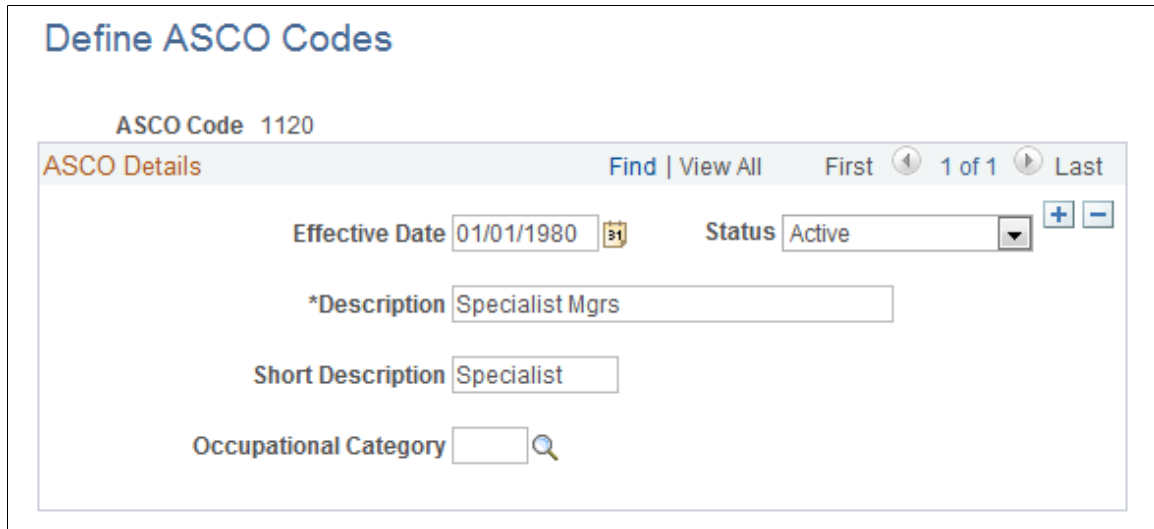 Define ASCO Codes
ASCO Code 1120
ASCO Details Find | View All First 1 of 1 Last
Effective Date 01/01/1980 31 Status Active
*Description Specialist Mgrs
Short Description Specialist
Occupational Category